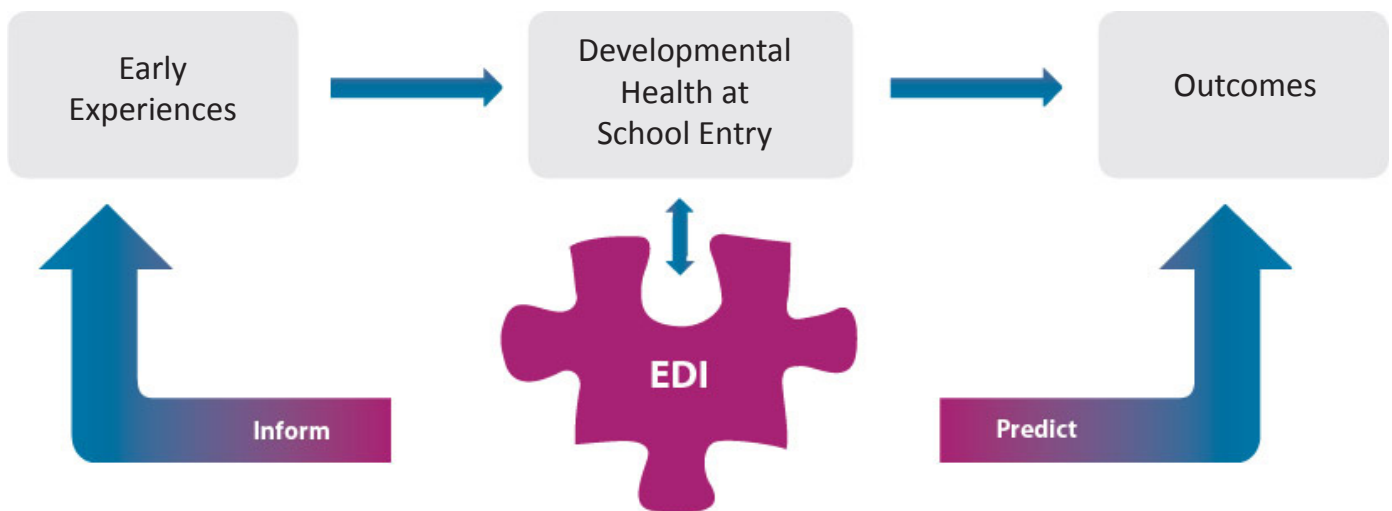 Early
Experiences
Developmental
Health at
School Entry
Outcomes
EDI
Inform
Predict